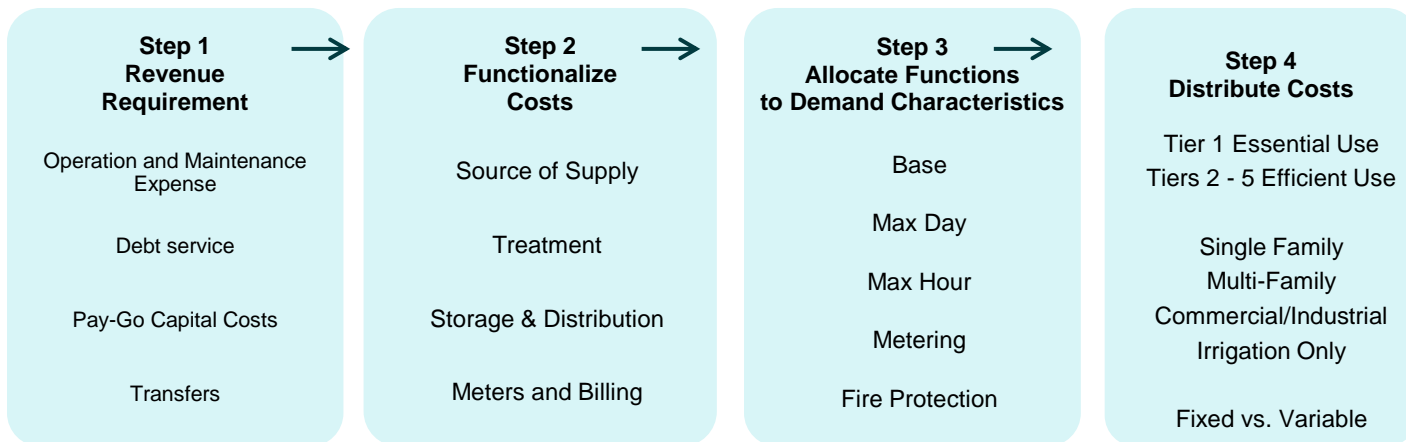 Step 1
Revenue
Requirement
Operation and Maintenance
Expense
Debt service
Pay-Go Capital Costs
Transfers
Step 2
Functionalize
Costs
Source of Supply
Treatment
Storage & Distribution
Meters and Billing
Step 3
Allocate Functions
to Demand Characteristics
Base
Max Day
Max Hour
Metering
Fire Protection
Step 4
Distribute Costs
Tier 1 Essential Use
Tiers 2 - 5 Efficient Use
Single Family
Multi-Family
Commercial/Industrial
Irrigation Only
Fixed vs. Variable